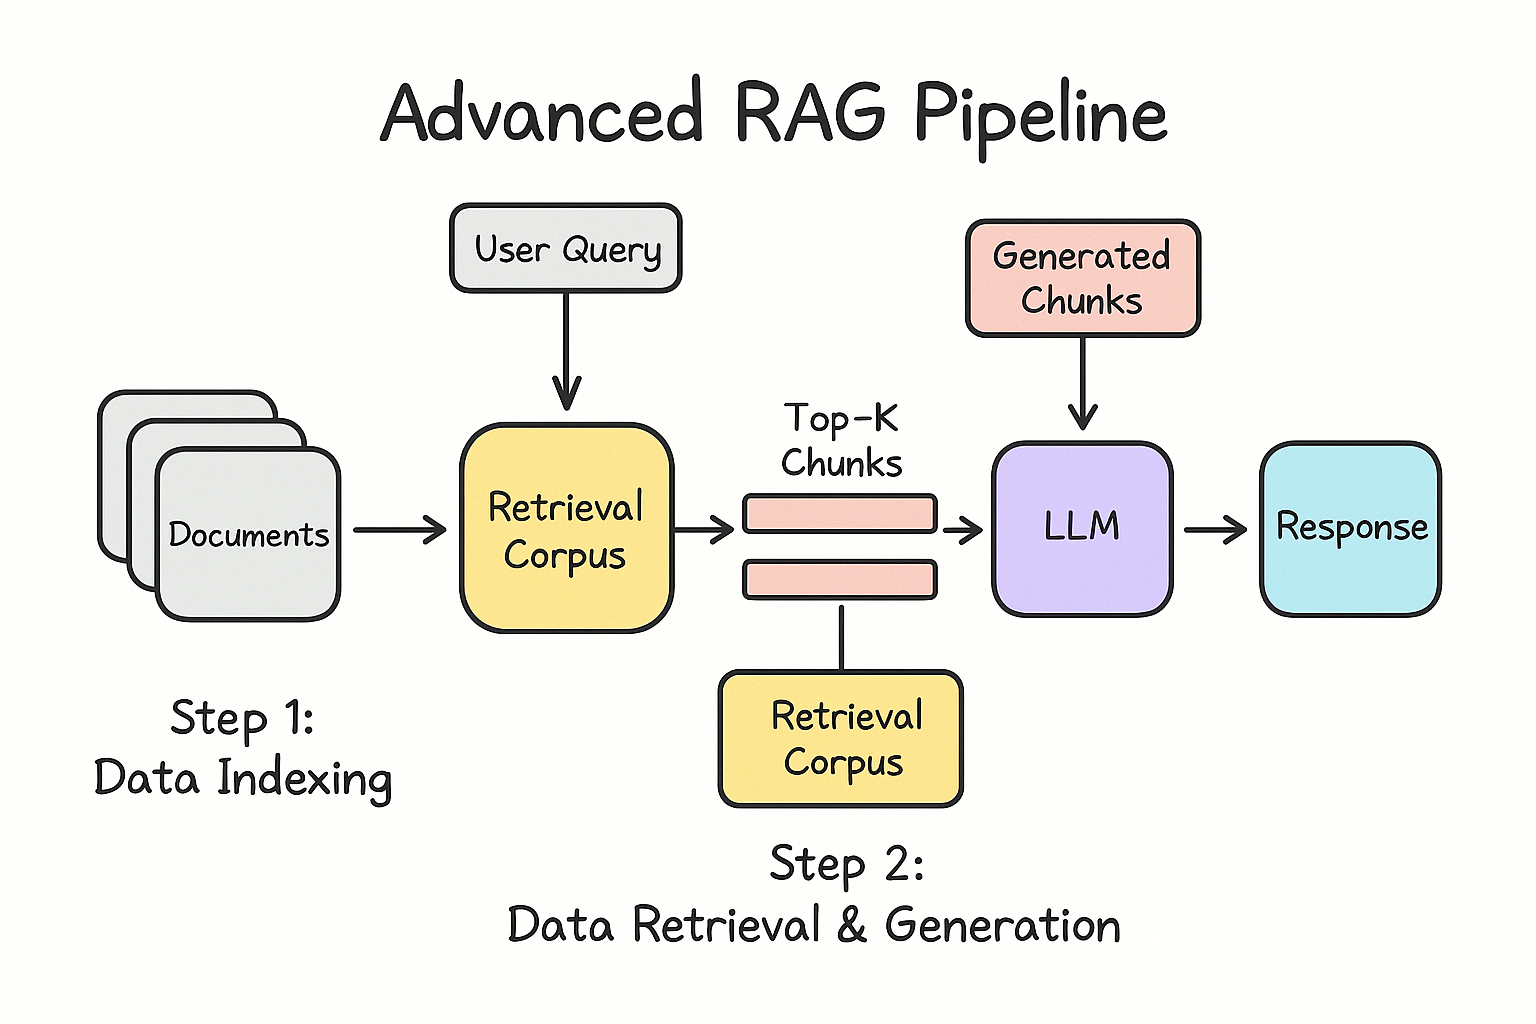 Advanced RAG Pipeline
User Query
Generated
Chunks
Top-K
Chunks
Documents
Retrieval
Corpus
LLM
Response
Retrieval
Corpus
Step 1:
Data Indexing
Step 2:
Data Retrieval & Generation